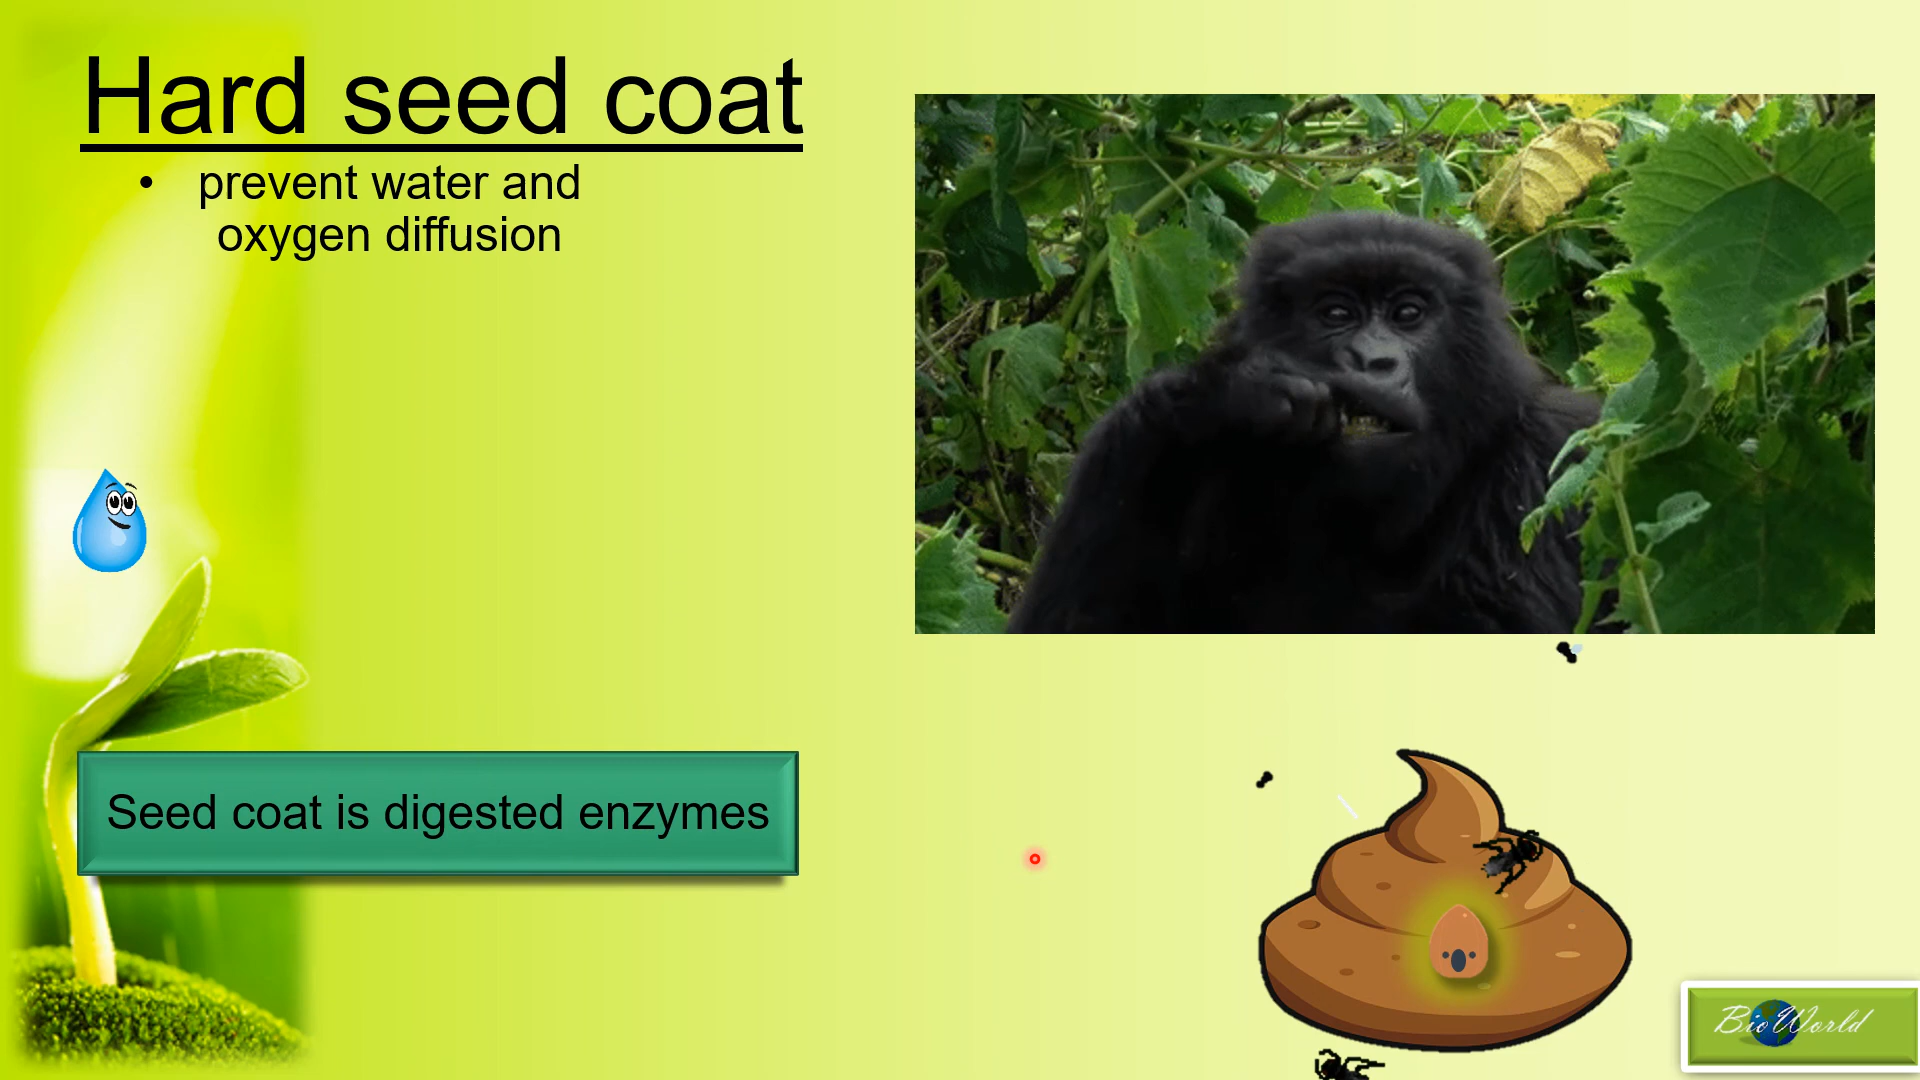 Hard seed coat
• prevent water and
oxygen diffusion
Seed coat is digested enzymes
BioWorld